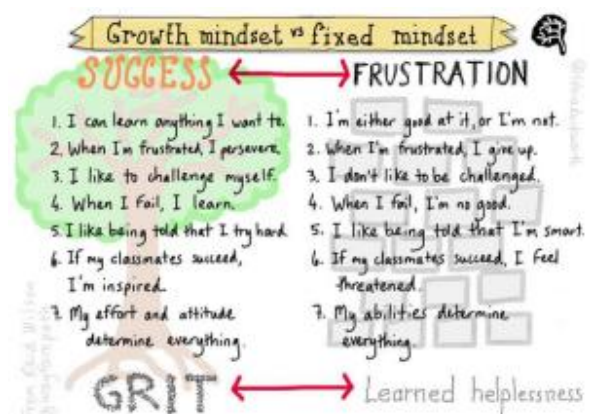 Growth mindset vs fixed mindset
SUCCESS
FRUSTRATION
1. I can learn anything I want to.
2. When I'm frustrated, I persevere.
3. I like to challenge myself.
4. When I fail, I learn.
5. I like being told that I try hard
6. If my classmates succeed,
I'm inspired.
7. My effort and attitude
determine everything.
1. I'm either good at it, or I'm not.
2. When I'm frustrated, I give up.
3. I don't like to be challenged.
4. When I fail, I'm no good.
5. I like being told that I'm smart.
6. If my classmates succeed, I feel
threatened.
7. My abilities determine
everything.
GRIT
Learned helplessness